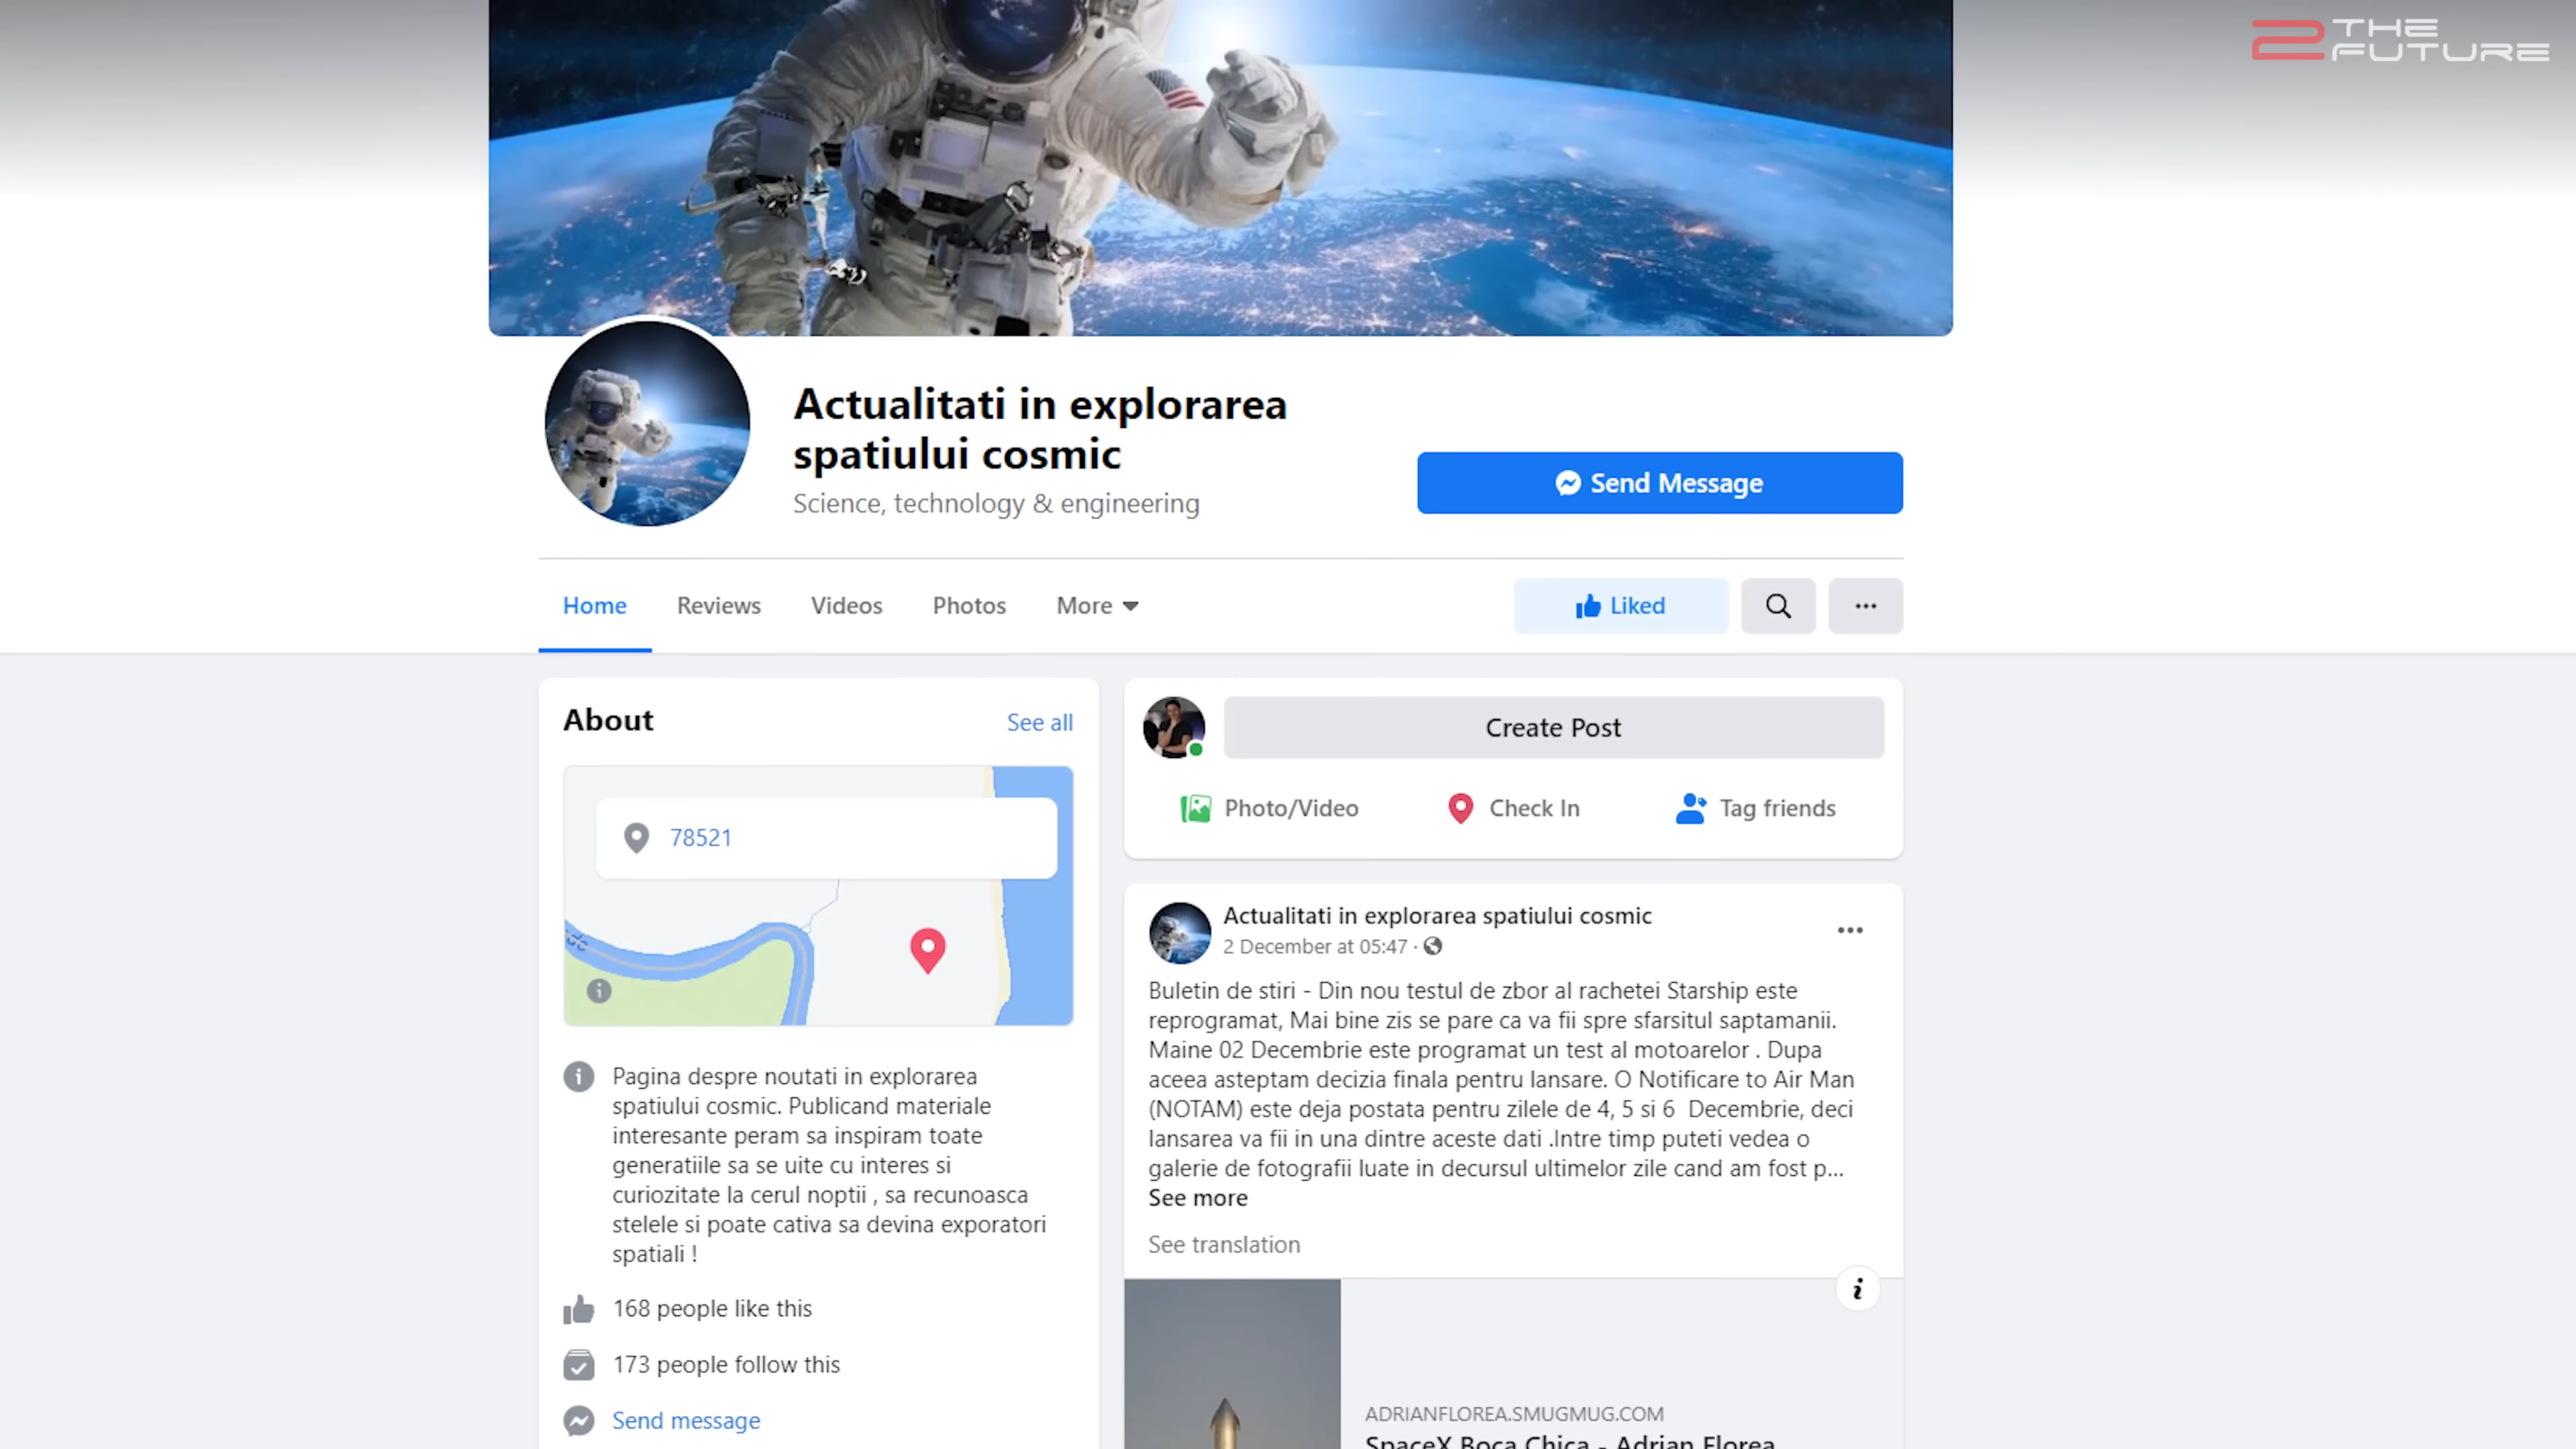 2 THE FUTURE
Actualitati in explorarea
spatiului cosmic
Science, technology & engineering
Send Message
Home
Reviews
Videos
Photos
More
Liked
About
See all
78521
Pagina despre noutati in explorarea
spatiului cosmic. Publicand materiale
interesante peram sa inspiram toate
generatiile sa se uite cu interes si
curiozitate la cerul noptii , sa recunoasca
stelele si poate cativa sa devina exporatori
spatiali !
168 people like this
173 people follow this
Send message
Create Post
Photo/Video
Check In
Tag friends
Actualitati in explorarea spatiului cosmic
2 December at 05:47 ·
Buletin de stiri - Din nou testul de zbor al rachetei Starship este
reprogramat, Mai bine zis se pare ca va fii spre sfarsitul saptamanii.
Maine 02 Decembrie este programat un test al motoarelor . Dupa
aceea asteptam decizia finala pentru lansare. O Notificare to Air Man
(NOTAM) este deja postata pentru zilele de 4, 5 si 6  Decembrie, deci
lansarea va fii in una dintre aceste dati .Intre timp puteti vedea o
galerie de fotografii luate in decursul ultimelor zile cand am fost p...
See more
See translation
ADRIANFLOREA.SMUGMUG.COM
SpaceX Boca Chica - Adrian Florea